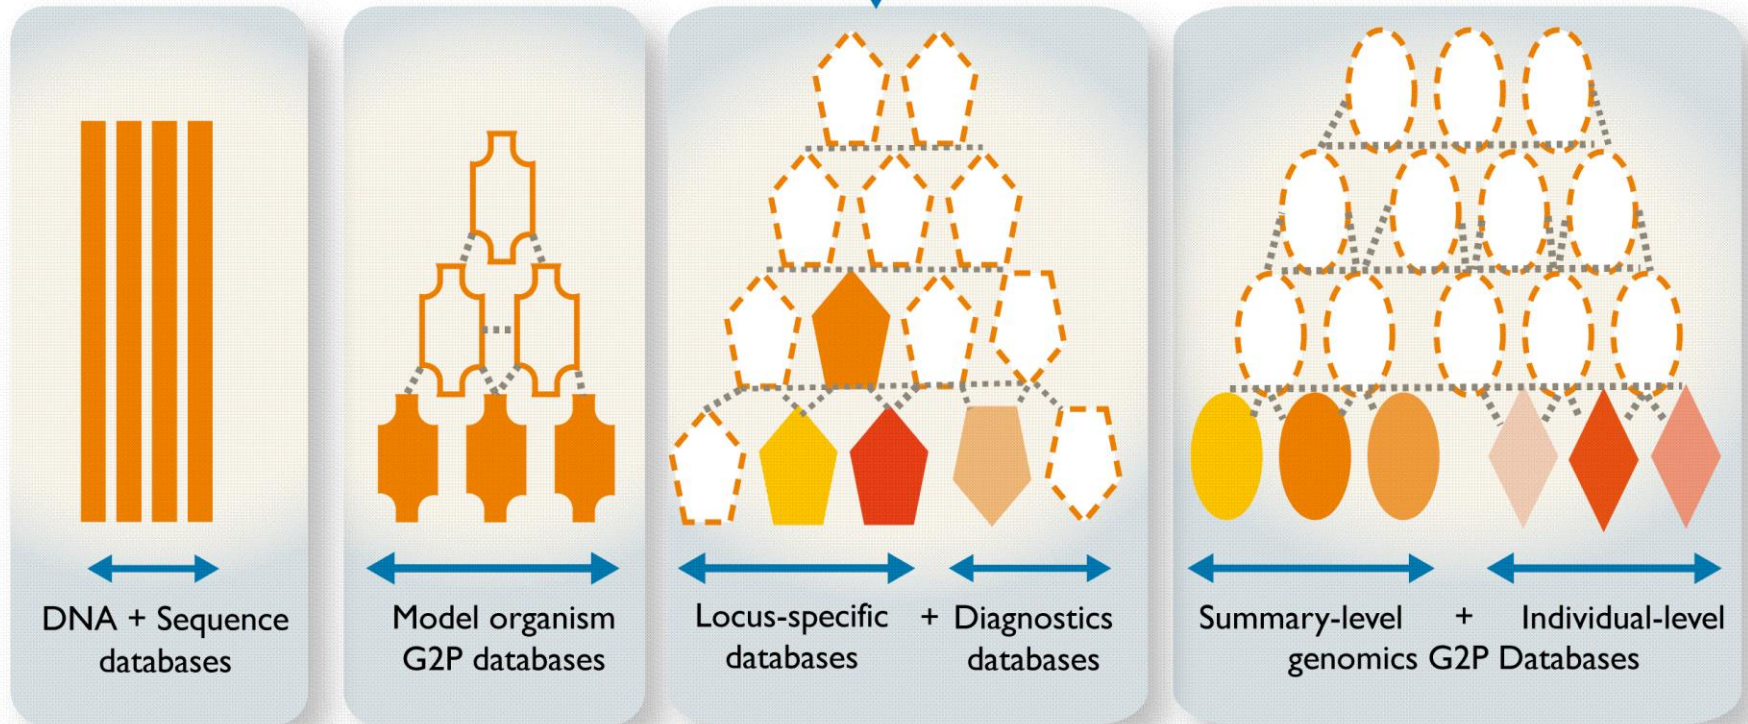 DNA + Sequence
databases
Model organism
G2P databases
Locus-specific + Diagnostics
databases databases
Summary-level + Individual-level
genomics G2P Databases